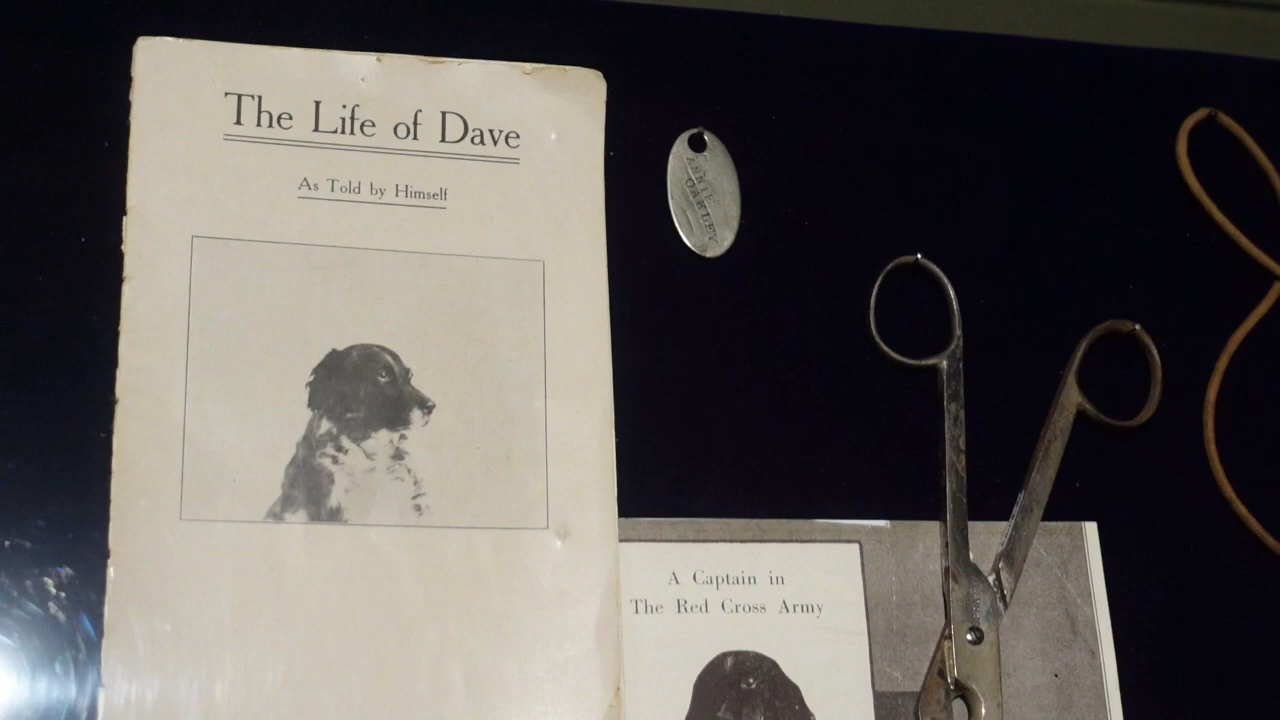 The Life of Dave
As Told by Himself
ANNIE
OAKLEY
A Captain in
The Red Cross Army